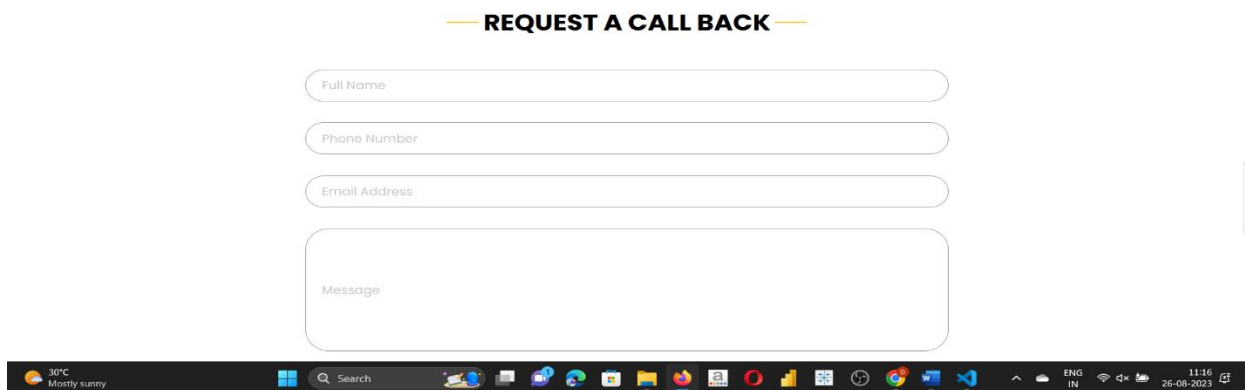 REQUEST A CALL BACK
Full Name
Phone Number
Email Address
Message
30°C
Mostly sunny
Search
ENG
IN
11:16
26-08-2023